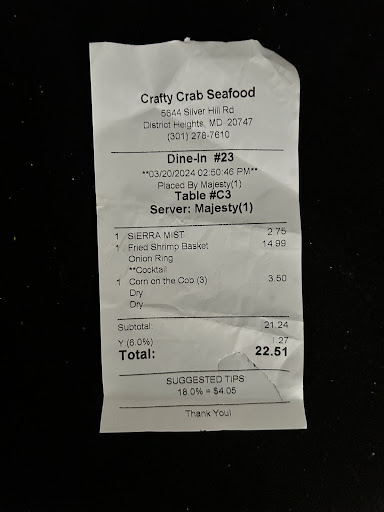 Crafty Crab Seafood
5644 Silver Hill Rd
District Heights, MD 20747
(301) 278-7610
Dine-In #23
**03/20/2024 02:50:46 PM**
Placed By Majesty(1)
Table #C3
Server: Majesty(1)
1 SIERRA MIST 2.75
1 Fried Shrimp Basket 14.99
Onion Ring
**Cocktail
1 Corn on the Cob (3) 3.50
Dry
Dry
Subtotal 21.24
Y (6.0%) 1.27
Total: 22.51
SUGGESTED TIPS
18.0% = $4.05
Thank You!